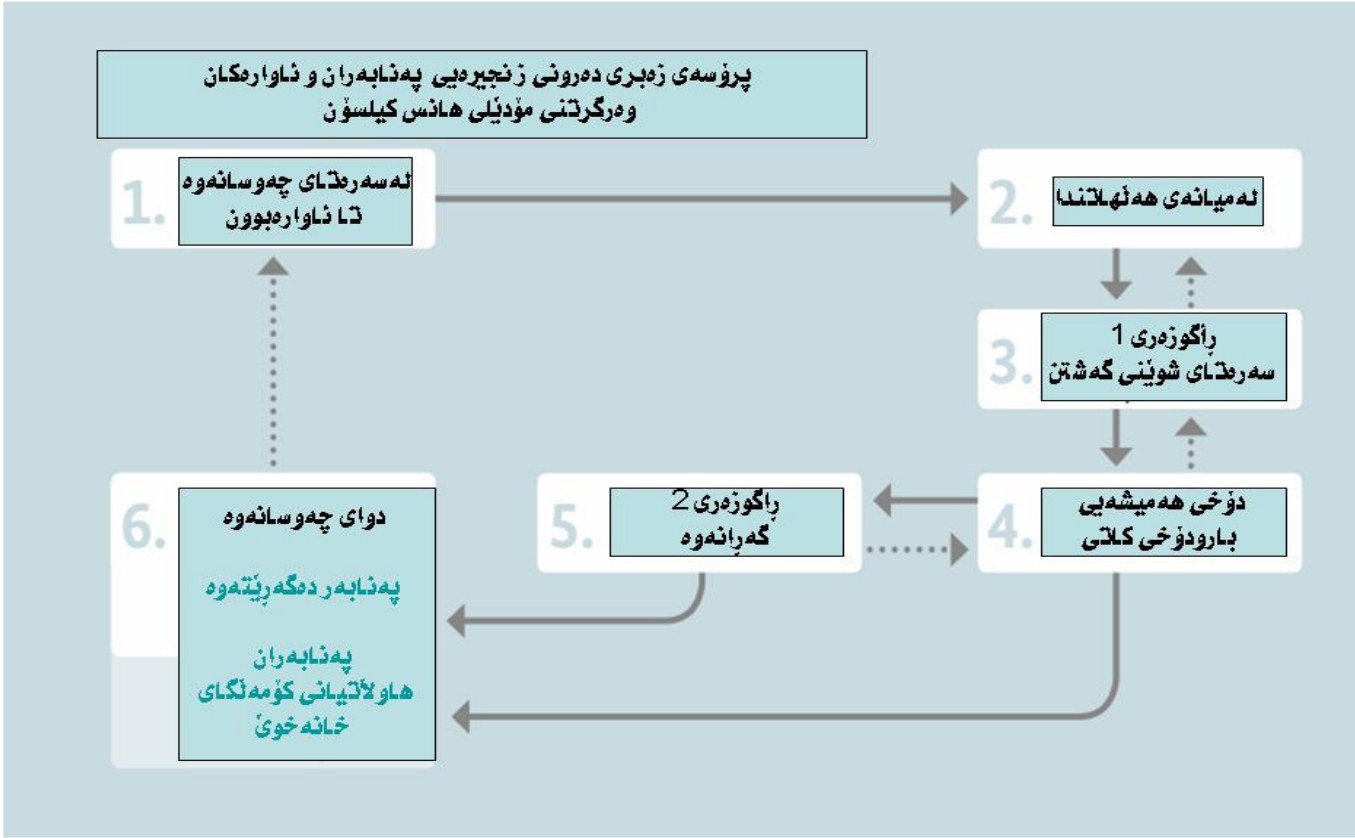 پرۆسەی زەبری دەرونی زنجیرەیی پەنابەران و ئاوارەکان
وەرگرتنی مۆدێلی هانس کیلسۆن
1.
لەسەرەتای چەوسانەوە
تا ئاوارەبوون
2.
لەمیانەی هەڵهاتندا
3.
ڕاگوزەری 1
سەرەتای شوێنی گەشتن
4.
دۆخی هەمیشەیی
بارودۆخی کاتی
5.
ڕاگوزەری 2
گەڕانەوە
6.
دوای چەوسانەوە
پەنابەر دەگەڕێتەوە
پەنابەران
هاوڵاتیانی کۆمەڵگای
خانەخوێ